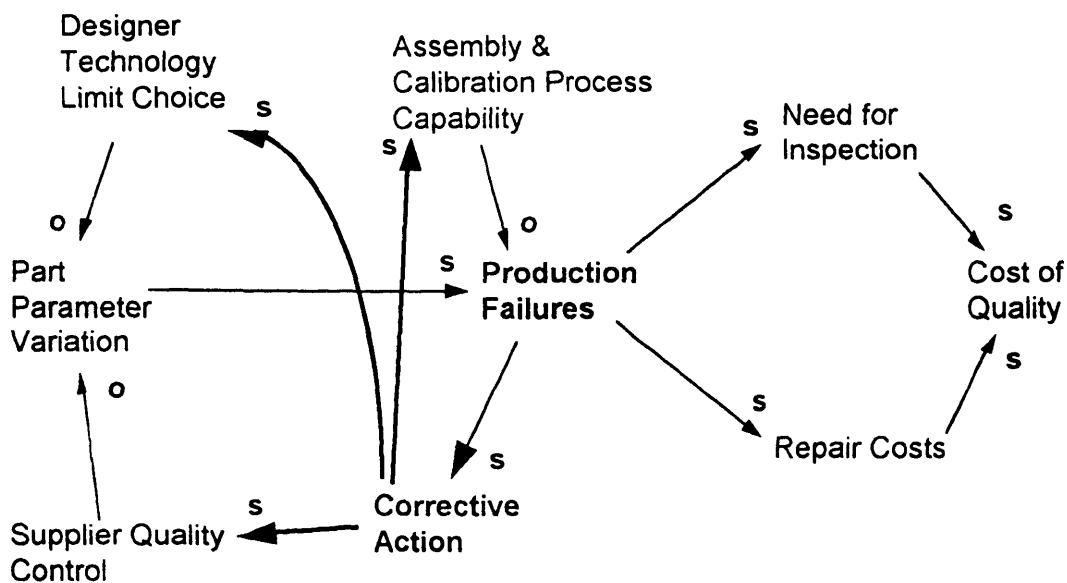 Designer
Technology
Limit Choice
s
Assembly &
Calibration Process
Capability
s
s
Need for
Inspection
o
o
s
s
Part
Parameter
Variation
Production
Failures
Cost of
Quality
o
s
s
s
Repair Costs
s
Corrective
Action
Supplier Quality
Control